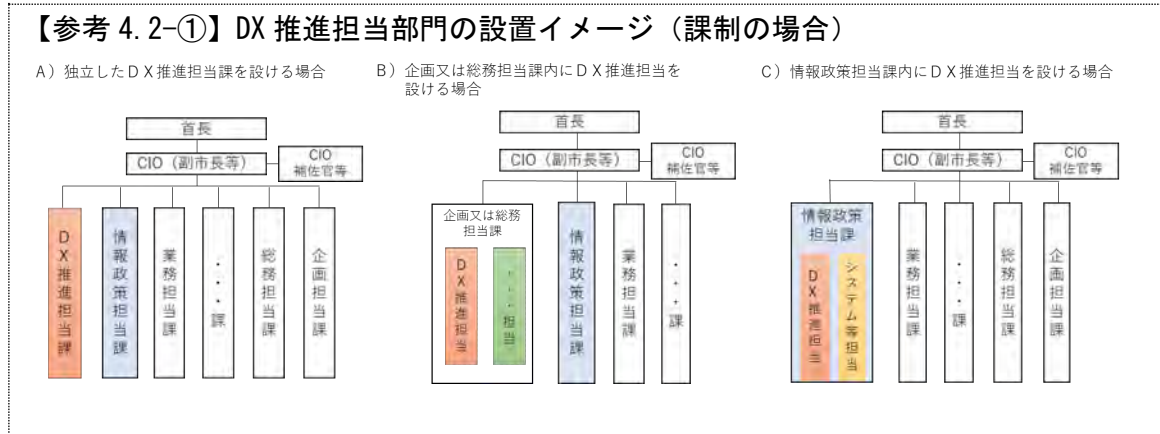 【参考 4.2-①】DX 推進担当部門の設置イメージ（課制の場合）
A）独立したＤＸ推進担当課を設ける場合
首長
CIO（副市長等）
CIO
補佐官等
DX推進担当課
情報政策担当課
業務担当課
・・・課
総務担当課
企画担当課
B）企画又は総務担当課内にＤＸ推進担当を
設ける場合
首長
CIO（副市長等）
CIO
補佐官等
企画又は総務
担当課
DX推進担当
・・・担当
情報政策担当課
業務担当課
・・・課
C）情報政策担当課内にＤＸ推進担当を設ける場合
首長
CIO（副市長等）
CIO
補佐官等
情報政策
担当課
DX推進担当
システム等担当
業務担当課
・・・課
総務担当課
企画担当課